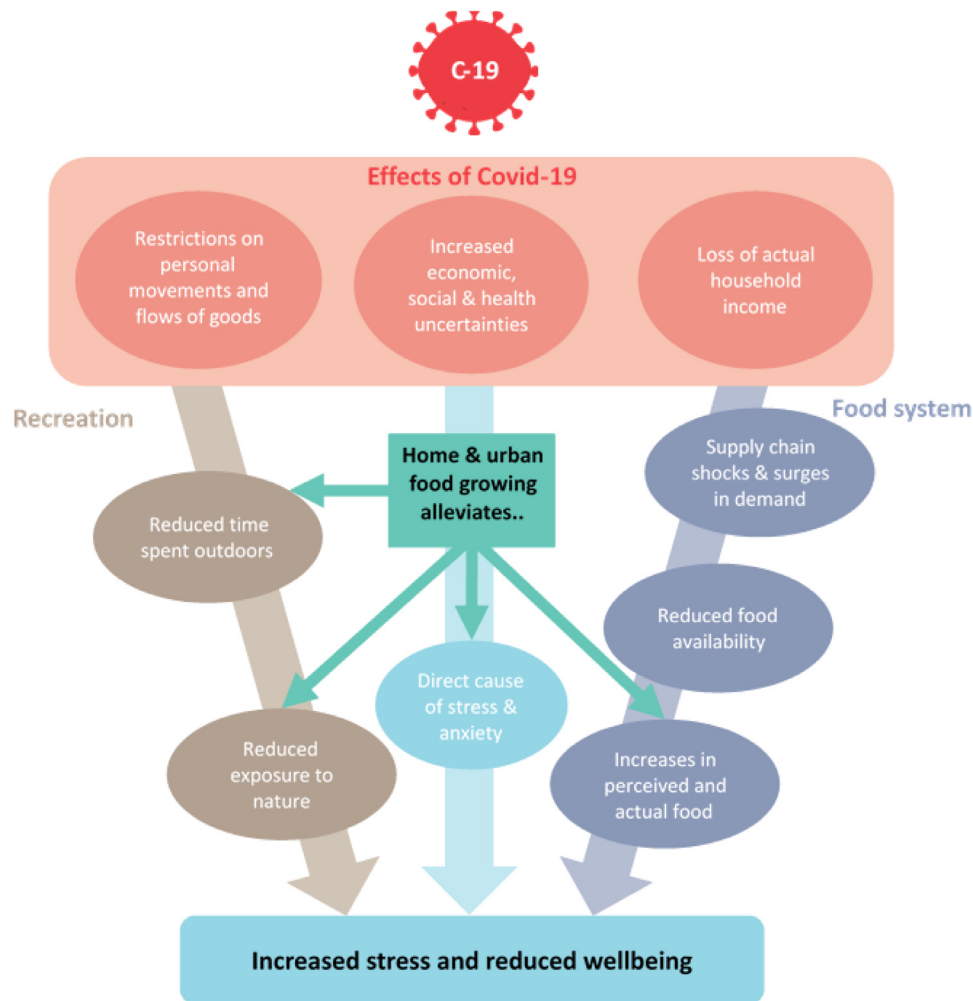 C-19
Effects of Covid-19
Restrictions on
personal
movements and
flows of goods
Increased
economic,
social & health
uncertainties
Loss of actual
household
income
Recreation
Food system
Home & urban
food growing
alleviates..
Supply chain
shocks & surges
in demand
Reduced time
spent outdoors
Reduced food
availability
Direct cause
of stress &
anxiety
Reduced
exposure to
nature
Increases in
perceived and
actual food
Increased stress and reduced wellbeing